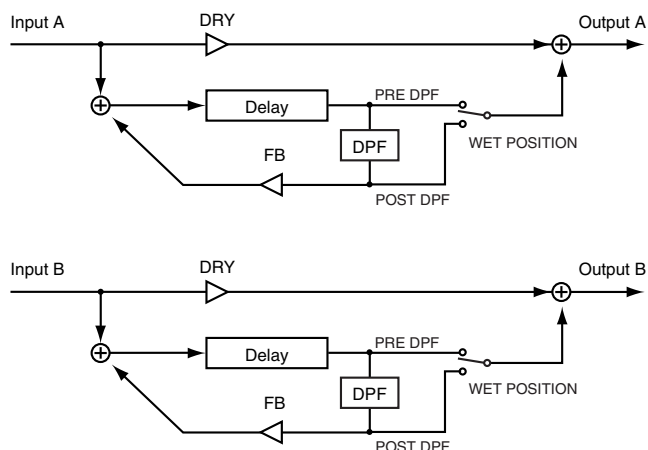 Input A
DRY
Output A
Delay
PRE DPF
DPF
WET POSITION
FB
POST DPF
Input B
DRY
Output B
Delay
PRE DPF
DPF
WET POSITION
FB
POST DPF